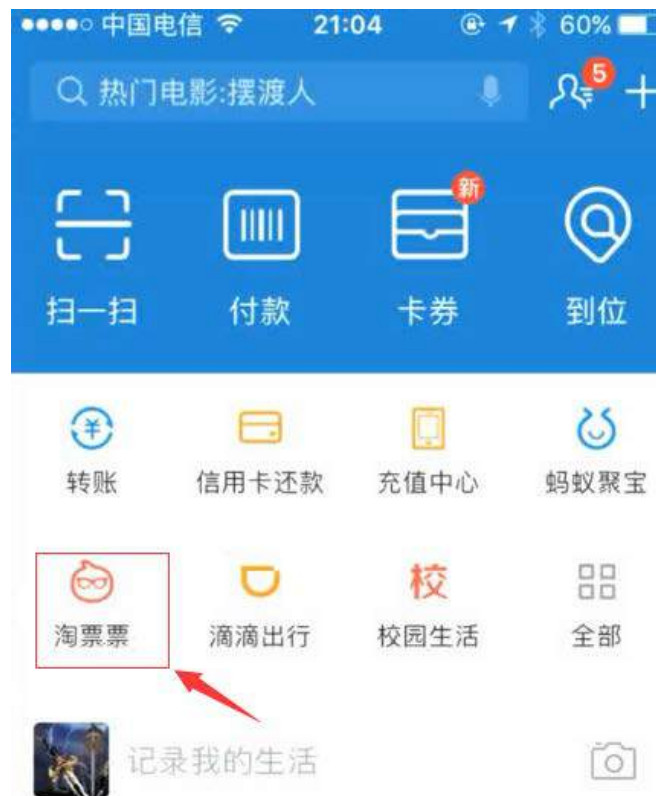 中国电信 21:04 60%
热门电影:摆渡人 5
新
扫一扫 付款 卡券 到位
转账 信用卡还款 充值中心 蚂蚁聚宝
校
淘票票 滴滴出行 校园生活 全部
记录我的生活